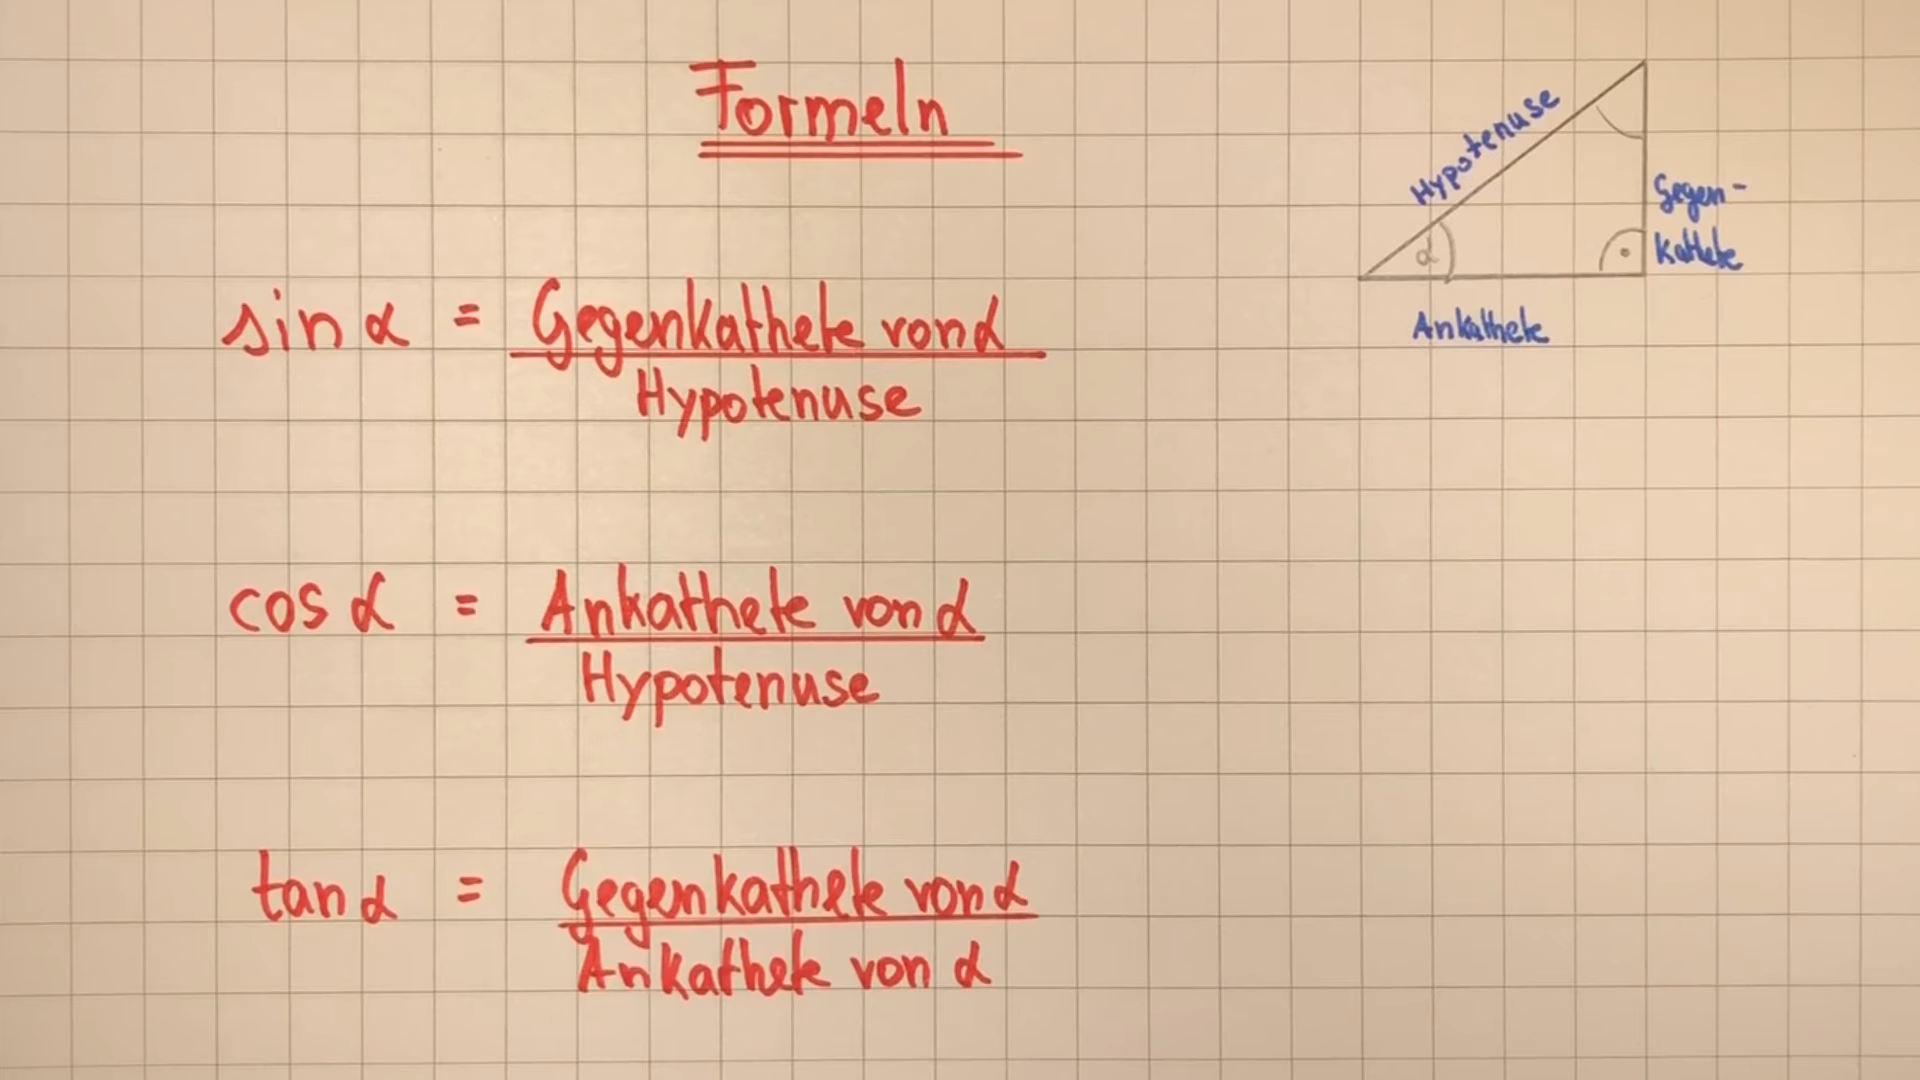 Formeln
Hypotenuse
Gegen-
kathete
α
Ankathete
sin α = Gegenkathete von α
Hypotenuse
cos α = Ankathete von α
Hypotenuse
tan α = Gegenkathete von α
Ankathete von α